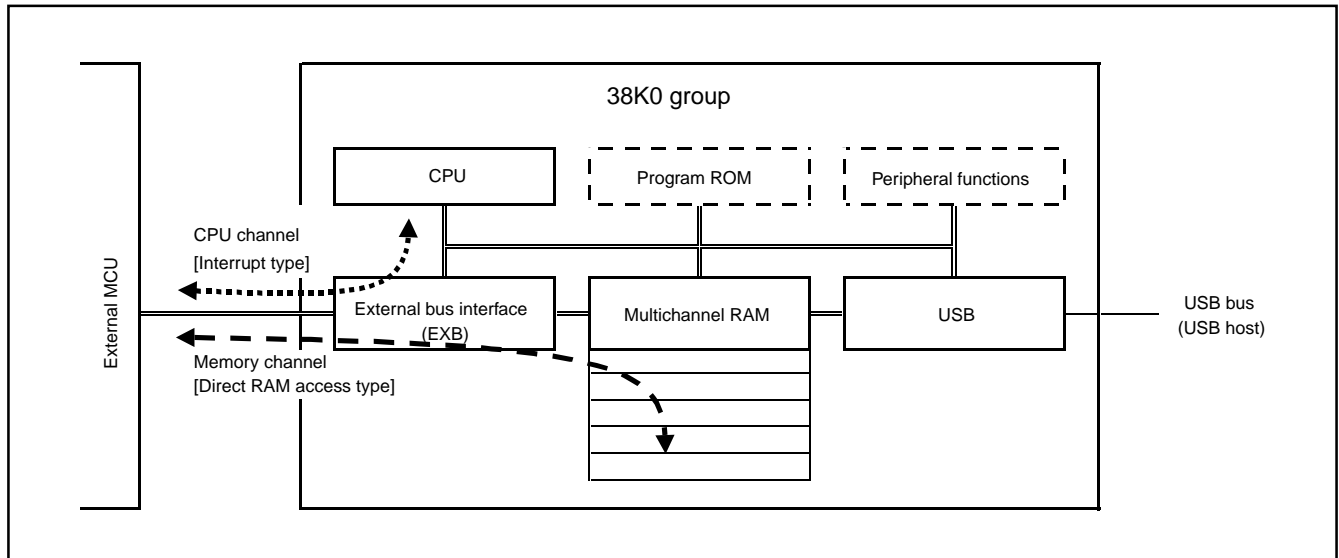 38K0 group
CPU
Program ROM
Peripheral functions
External MCU
CPU channel
[Interrupt type]
External bus interface
(EXB)
Multichannel RAM
USB
USB bus
(USB host)
Memory channel
[Direct RAM access type]